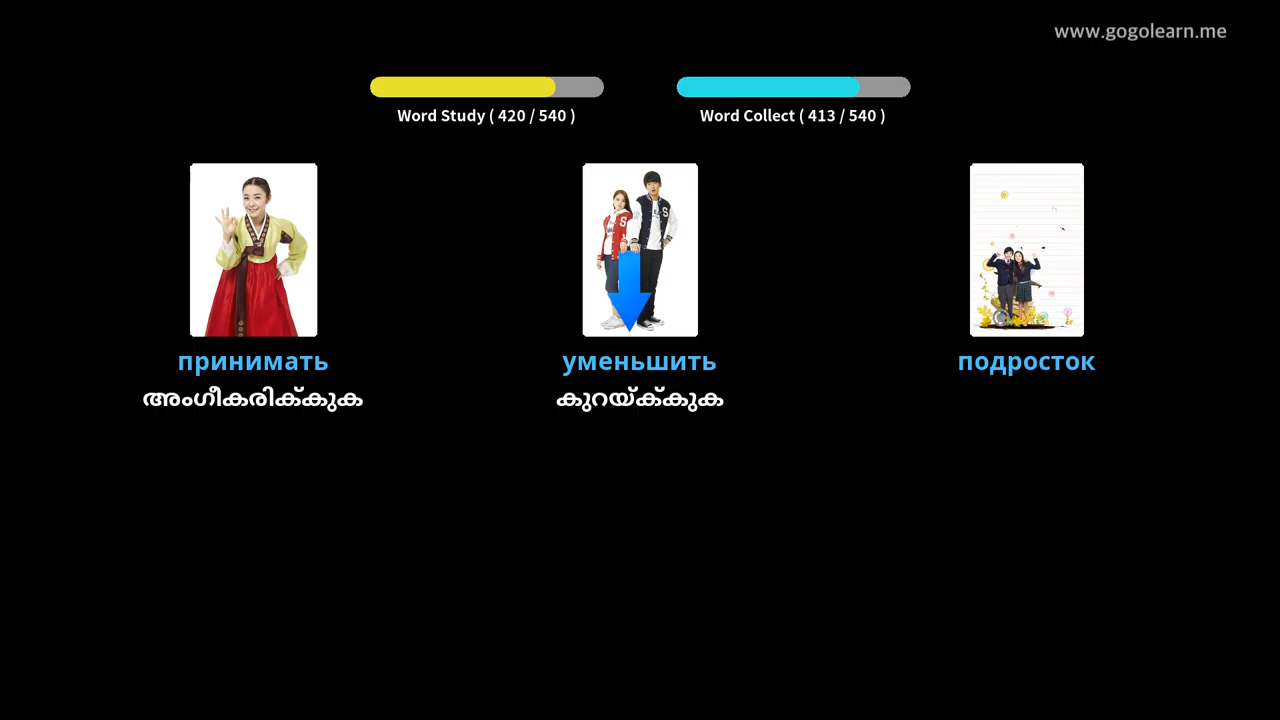 www.gogolearn.me
Word Study ( 420 / 540 )
Word Collect ( 413 / 540 )
принимать
അംഗീകരിക്കുക
уменьшить
കുറയ്ക്കുക
подросток